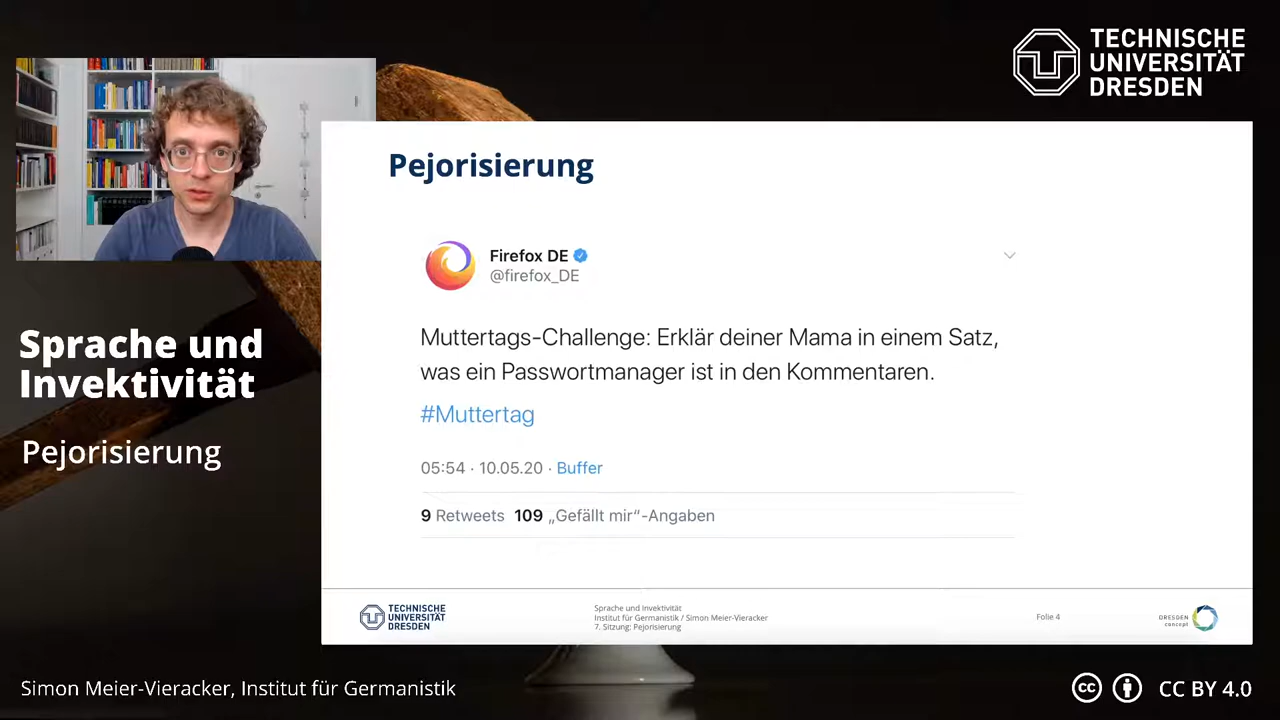 TECHNISCHE
UNIVERSITÄT
DRESDEN
Sprache und
Invektivität
Pejorisierung
Pejorisierung
Firefox DE
@firefox_DE
Muttertags-Challenge: Erklär deiner Mama in einem Satz,
was ein Passwortmanager ist in den Kommentaren.
#Muttertag
05:54 · 10.05.20 · Buffer
9 Retweets 109 „Gefällt mir“-Angaben
TECHNISCHE
UNIVERSITÄT
DRESDEN
Sprache und Invektivität
Institut für Germanistik / Simon Meier-Vieracker
7. Sitzung: Pejorisierung
Folie 4
DRESDEN
concept
Simon Meier-Vieracker, Institut für Germanistik
cc
CC BY 4.0